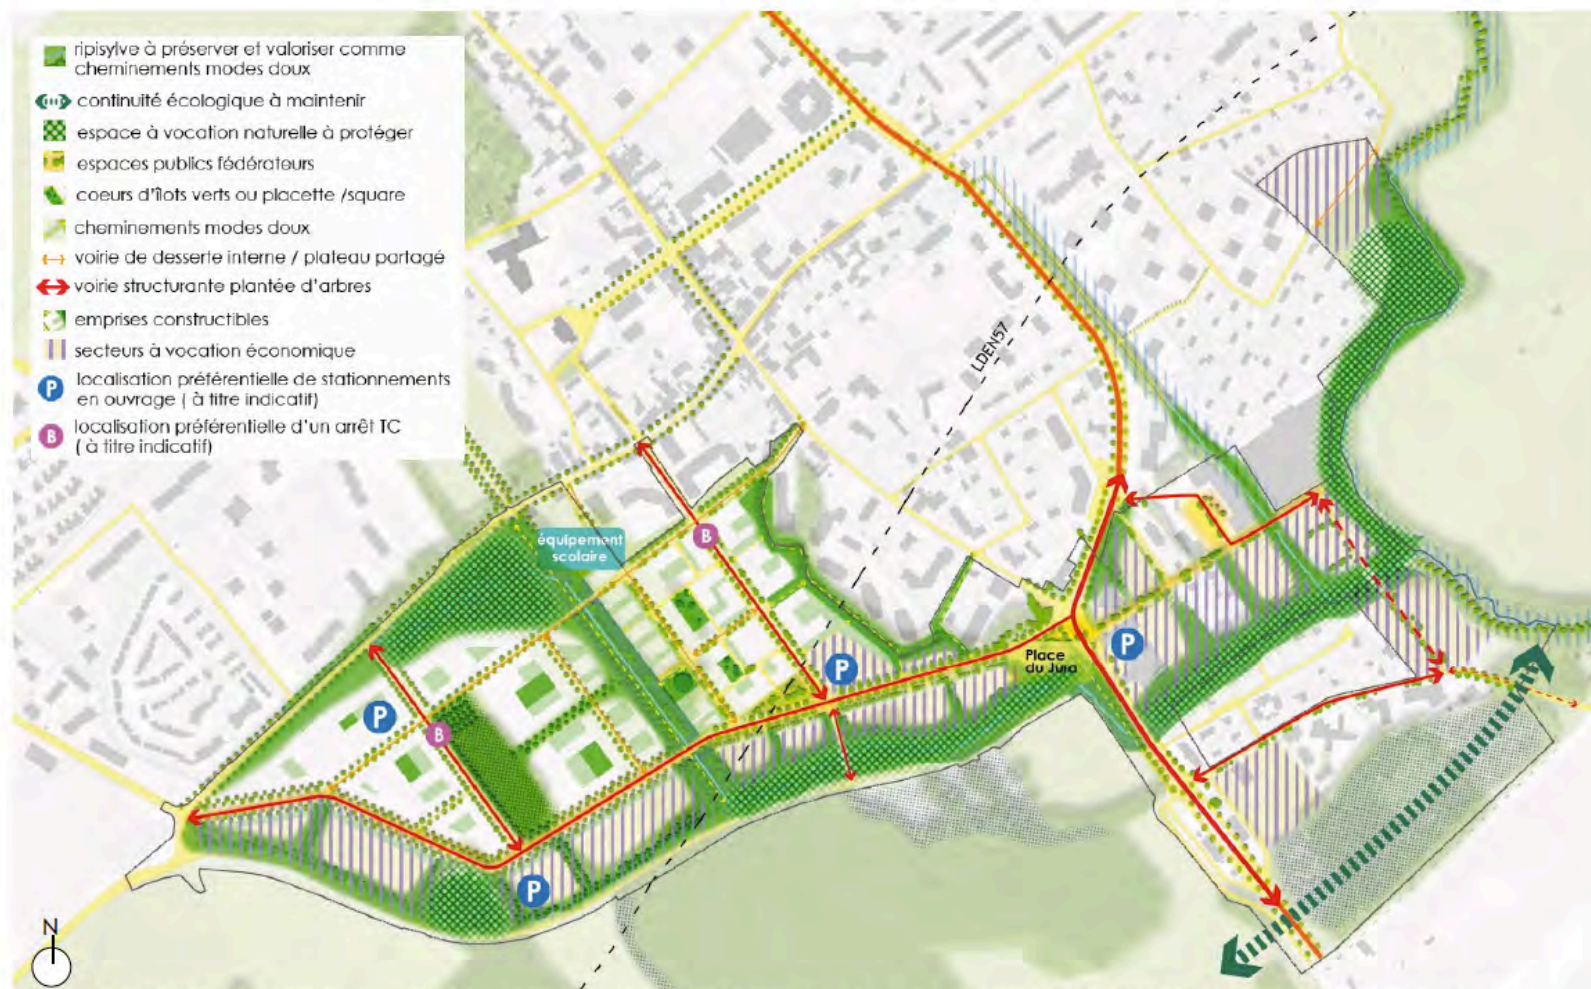 ripisylve à préserver et valoriser comme
cheminements modes doux
continuité écologique à maintenir
espace à vocation naturelle à protéger
espaces publics fédérateurs
coeurs d'îlots verts ou placette /square
cheminements modes doux
voirie de desserte interne / plateau partagé
voirie structurante plantée d'arbres
emprises constructibles
secteurs à vocation économique
P localisation préférentielle de stationnements
en ouvrage ( à titre indicatif)
B localisation préférentielle d'un arrêt TC
( à titre indicatif)
LDEN57
équipement
scolaire
B
P
P
Place
du Jura
P
B
P
N